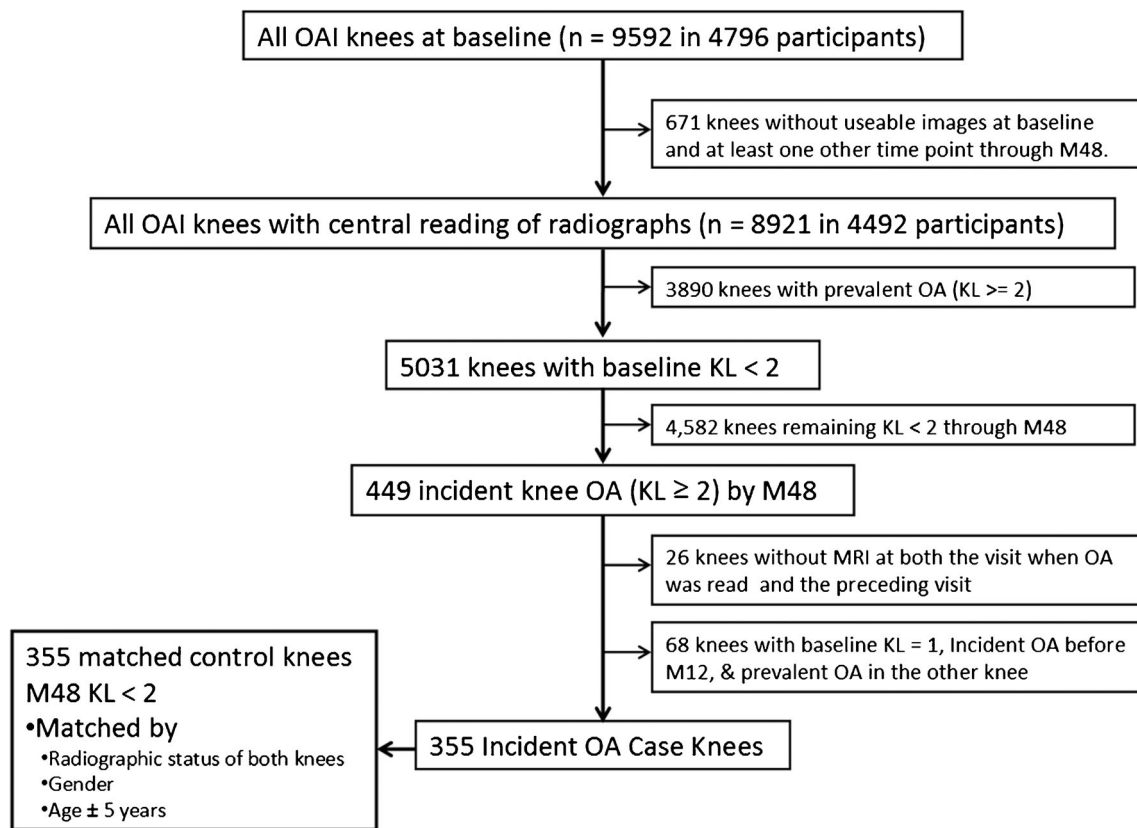 All OAI knees at baseline (n = 9592 in 4796 participants)
671 knees without useable images at baseline
and at least one other time point through M48.
All OAI knees with central reading of radiographs (n = 8921 in 4492 participants)
3890 knees with prevalent OA (KL >= 2)
5031 knees with baseline KL < 2
4,582 knees remaining KL < 2 through M48
449 incident knee OA (KL ≥ 2) by M48
26 knees without MRI at both the visit when OA
was read and the preceding visit
68 knees with baseline KL = 1, Incident OA before
M12, & prevalent OA in the other knee
355 Incident OA Case Knees
355 matched control knees
M48 KL < 2
•Matched by
•Radiographic status of both knees
•Gender
•Age ± 5 years